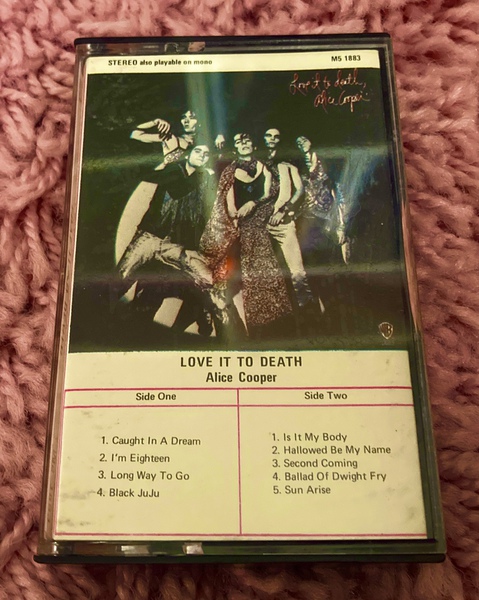 STEREO also playable on mono M5 1883
Love it to death
Alice Cooper
LOVE IT TO DEATH
Alice Cooper
Side One
1. Caught In A Dream
2. I'm Eighteen
3. Long Way To Go
4. Black JuJu
Side Two
1. Is It My Body
2. Hallowed Be My Name
3. Second Coming
4. Ballad Of Dwight Fry
5. Sun Arise